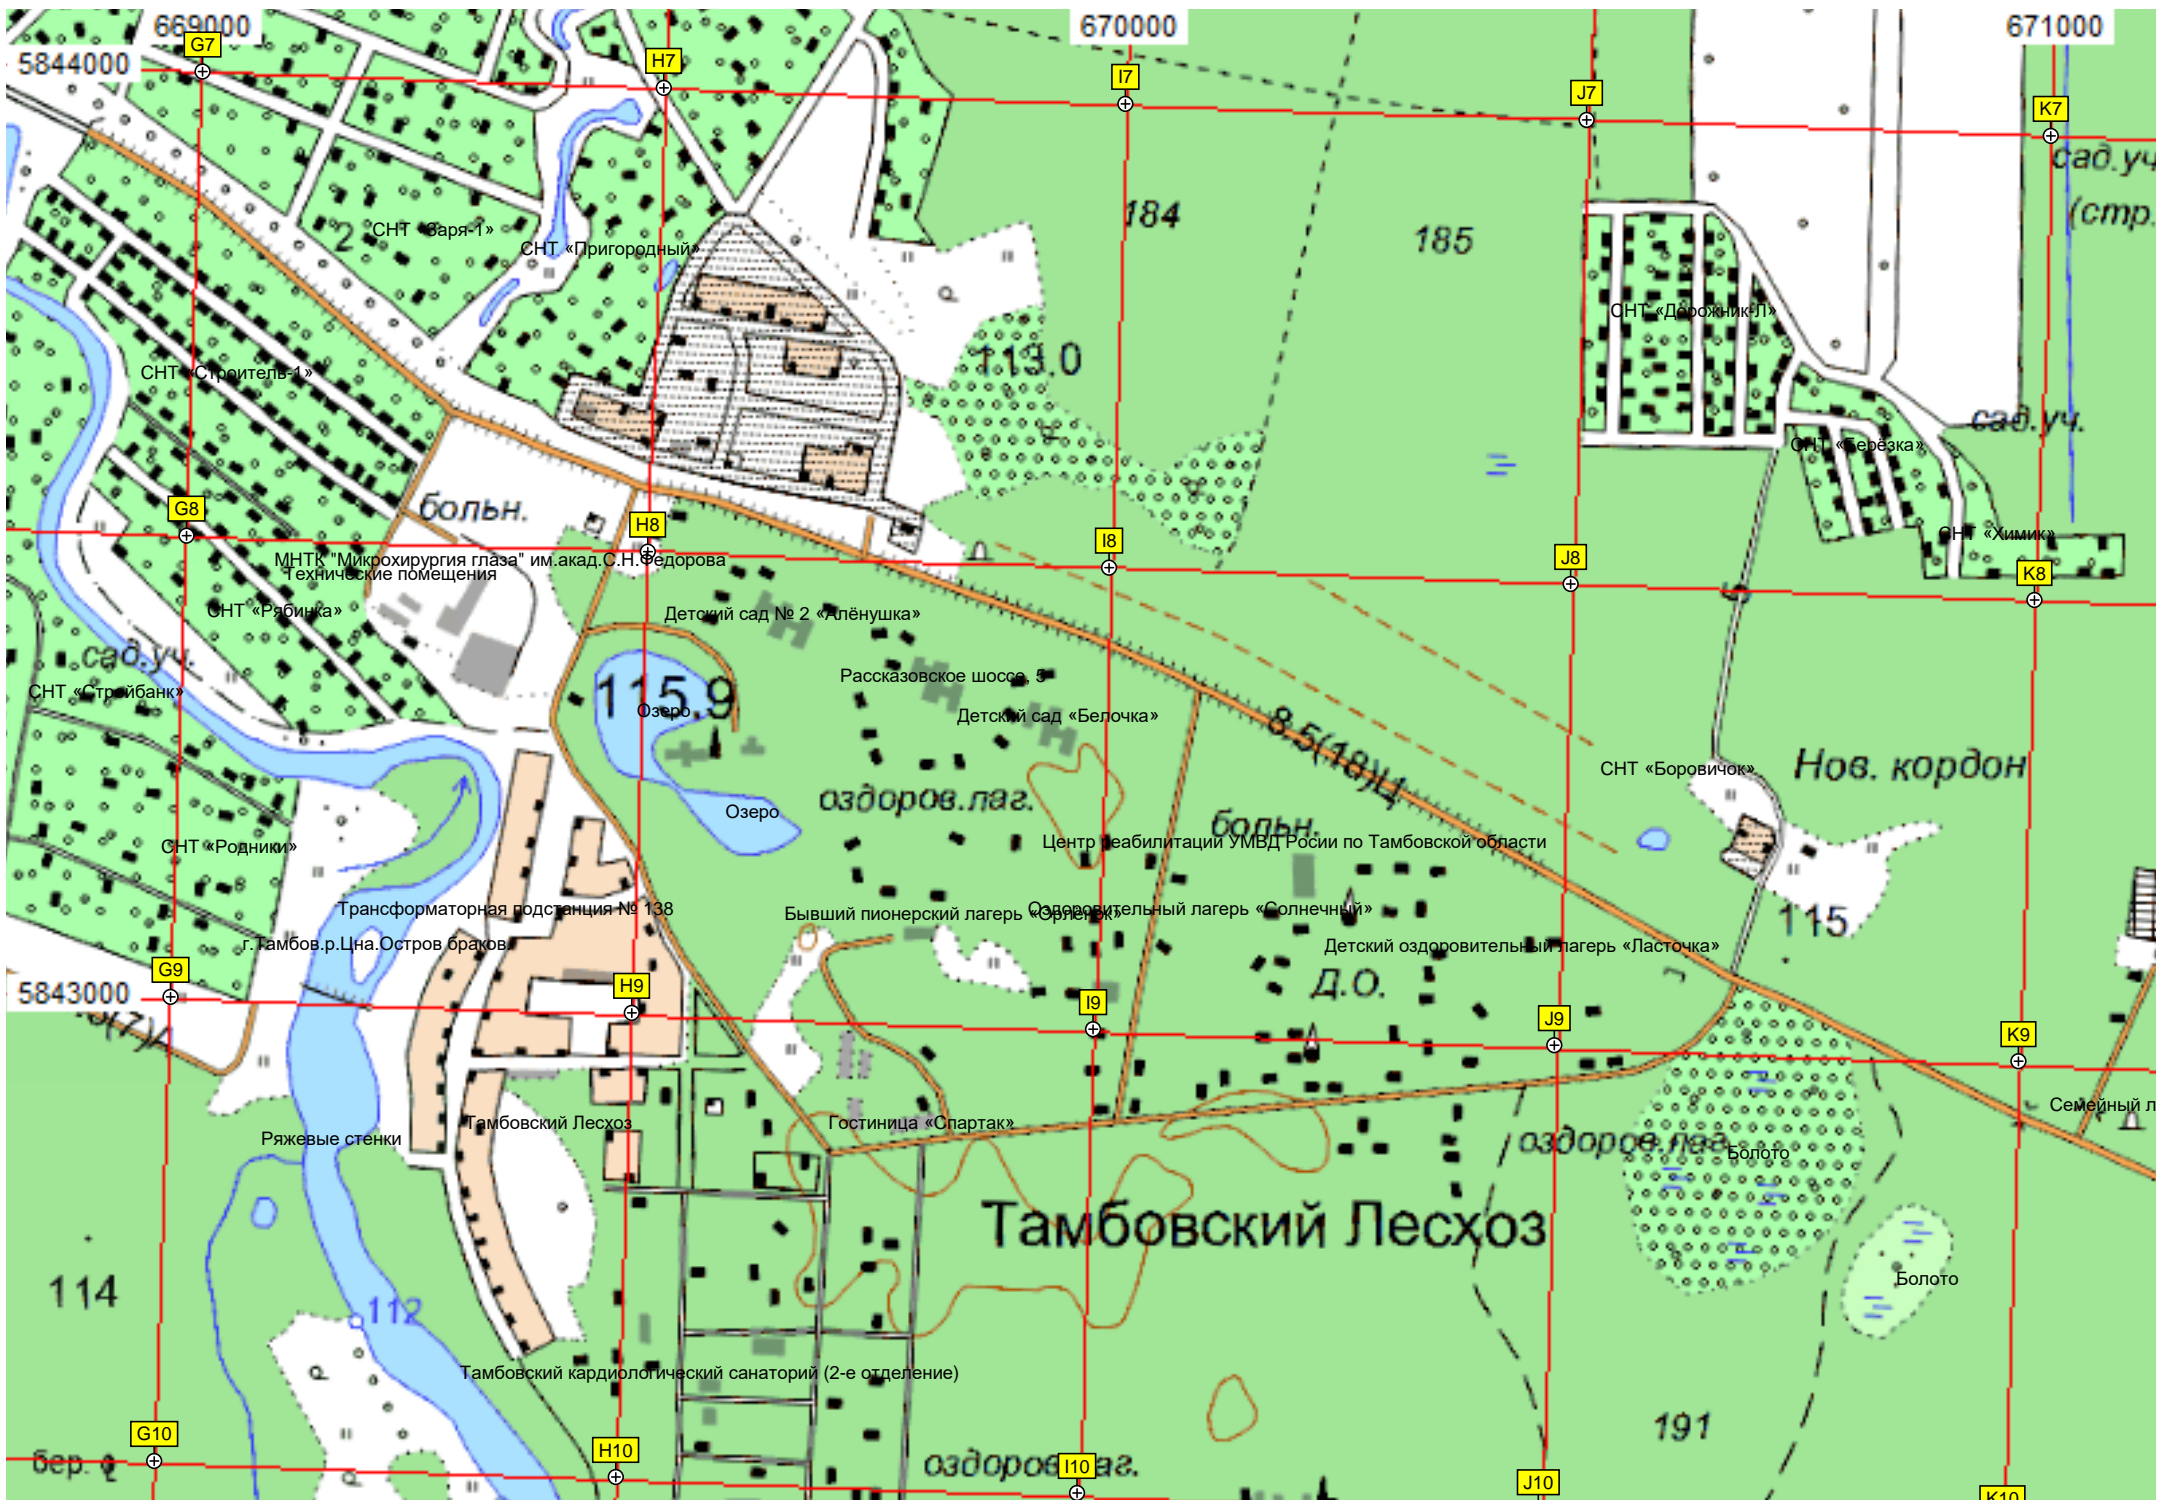 669000
670000
671000
G7
H7
I7
J7
K7
5844000
сад.уч
(стр.
184
185
2
СНТ «Заря-1»
СНТ «Пригородный»
СНТ «Дорожник-Л»
113.0
СНТ «Строитель-1»
сад.уч.
СНТ «Берёзка»
больн.
G8
H8
I8
J8
K8
СНТ «Химик»
МНТК "Микрохирургия глаза" им.акад.С.Н.Федорова
Технические помещения
СНТ «Рябинка»
Детский сад № 2 «Алёнушка»
сад.уч.
СНТ «Стройбанк»
Рассказовское шоссе, 5
115.9
Озеро
Детский сад «Белочка»
8.5(18)Ц
СНТ «Боровичок»
Нов. кордон
оздоров.лаг.
Озеро
больн.
Центр реабилитации УМВД Росии по Тамбовской области
СНТ «Родники»
Трансформаторная подстанция № 138
Бывший пионерский лагерь «Орлёнок»
Оздоровительный лагерь «Солнечный»
115
г.Тамбов.р.Цна.Остров браков.
Детский оздоровительный лагерь «Ласточка»
G9
H9
I9
J9
K9
5843000
Д.О.
Тамбовский Лесхоз
Гостиница «Спартак»
Семейный л
Ряжевые стенки
оздоров.лаг.
Болото
Тамбовский Лесхоз
114
112
Болото
Тамбовский кардиологический санаторий (2-е отделение)
191
G10
H10
I10
J10
K10
бер.
оздоров.лаг.